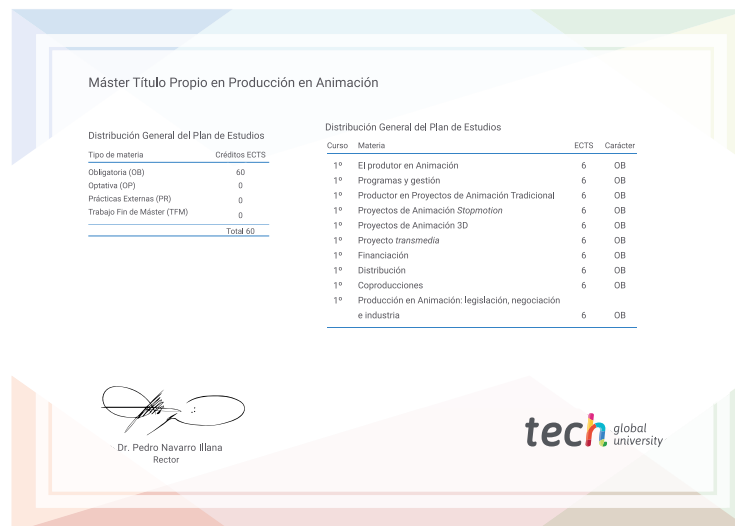 Máster Título Propio en Producción en Animación
Distribución General del Plan de Estudios
Tipo de materia Créditos ECTS
Obligatoria (OB) 60
Optativa (OP) 0
Prácticas Externas (PR) 0
Trabajo Fin de Máster (TFM) 0
Total 60
Distribución General del Plan de Estudios
Curso Materia ECTS Carácter
1º El produtor en Animación 6 OB
1º Programas y gestión 6 OB
1º Productor en Proyectos de Animación Tradicional 6 OB
1º Proyectos de Animación Stopmotion 6 OB
1º Proyectos de Animación 3D 6 OB
1º Proyecto transmedia 6 OB
1º Financiación 6 OB
1º Distribución 6 OB
1º Coproducciones 6 OB
1º Producción en Animación: legislación, negociación
e industria 6 OB
Dr. Pedro Navarro Illana
Rector
tech global
university